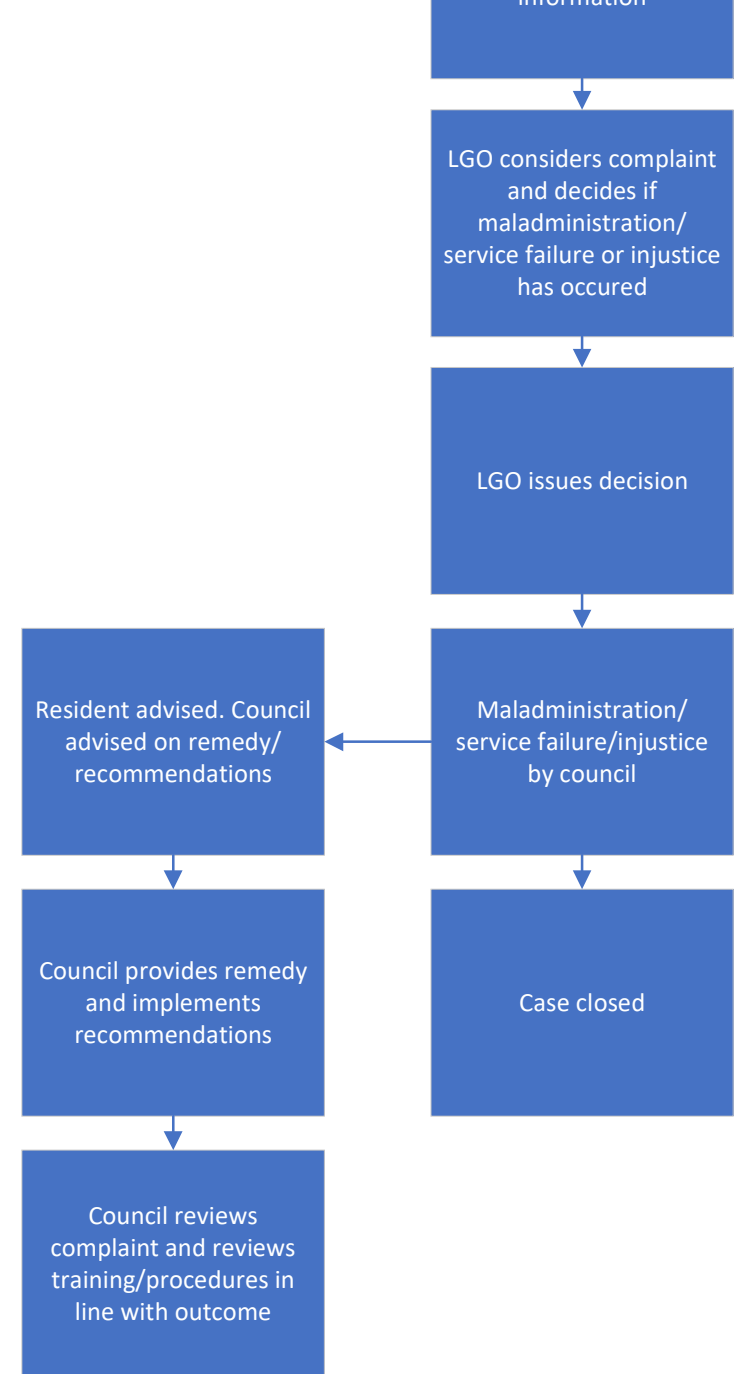 information
LGO considers complaint
and decides if
maladministration/
service failure or injustice
has occured
LGO issues decision
Maladministration/
service failure/injustice
by council
Resident advised. Council
advised on remedy/
recommendations
Council provides remedy
and implements
recommendations
Case closed
Council reviews
complaint and reviews
training/procedures in
line with outcome